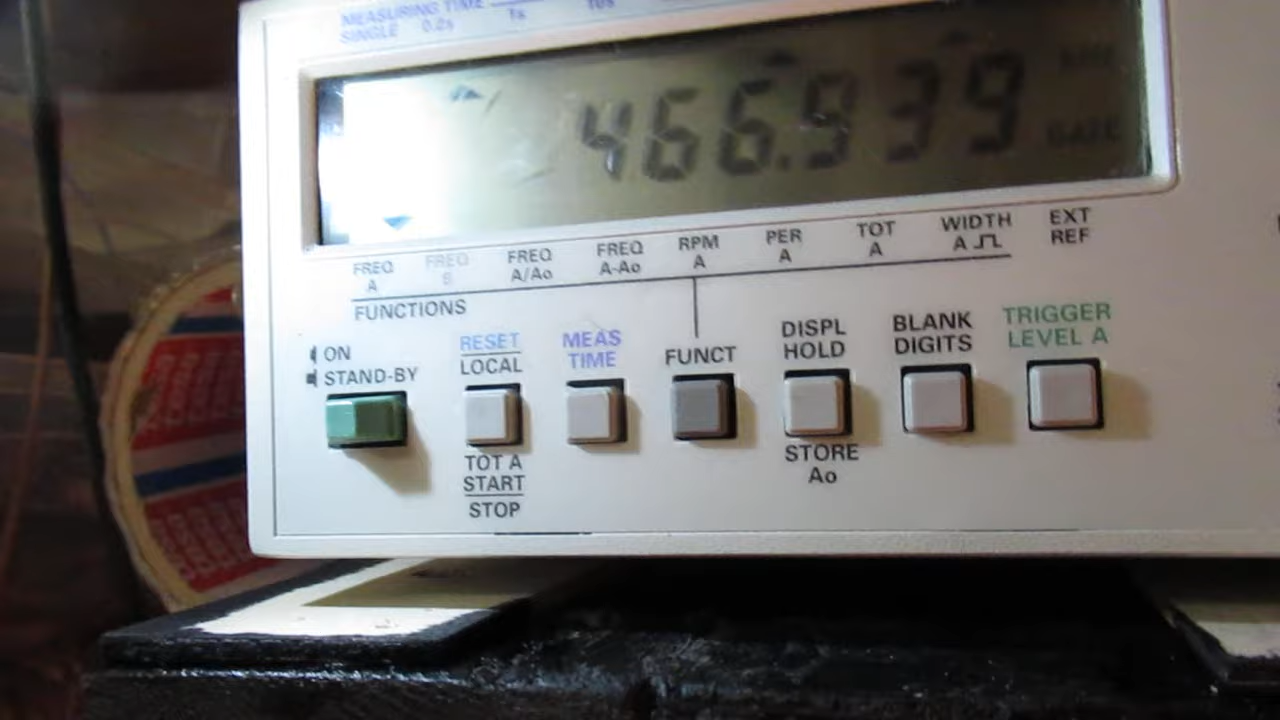 MEASURING TIME
SINGLE 0.2s 1s 10s
466.939
GATE
FREQ A
FREQ B
FREQ A/Ao
FREQ A-Ao
RPM A
PER A
TOT A
WIDTH A
EXT REF
FUNCTIONS
ON
STAND-BY
RESET
LOCAL
MEAS TIME
FUNCT
DISPL HOLD
BLANK DIGITS
TRIGGER LEVEL A
TOT A
START
STOP
STORE
Ao